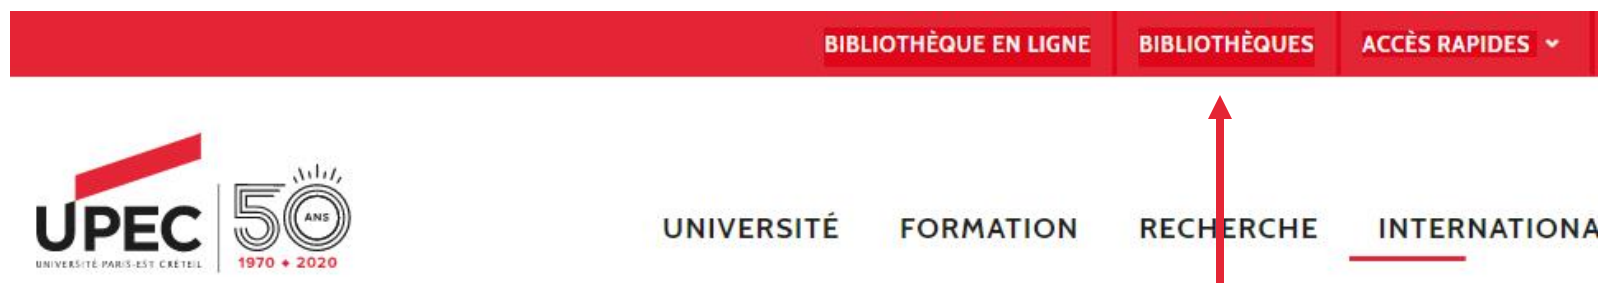 BIBLIOTHÈQUE EN LIGNE BIBLIOTHÈQUES ACCÈS RAPIDES
UPEC
UNIVERSITÉ PARIS-EST CRÉTEIL
50
ANS
1970 + 2020
UNIVERSITÉ FORMATION RECHERCHE INTERNATIONA